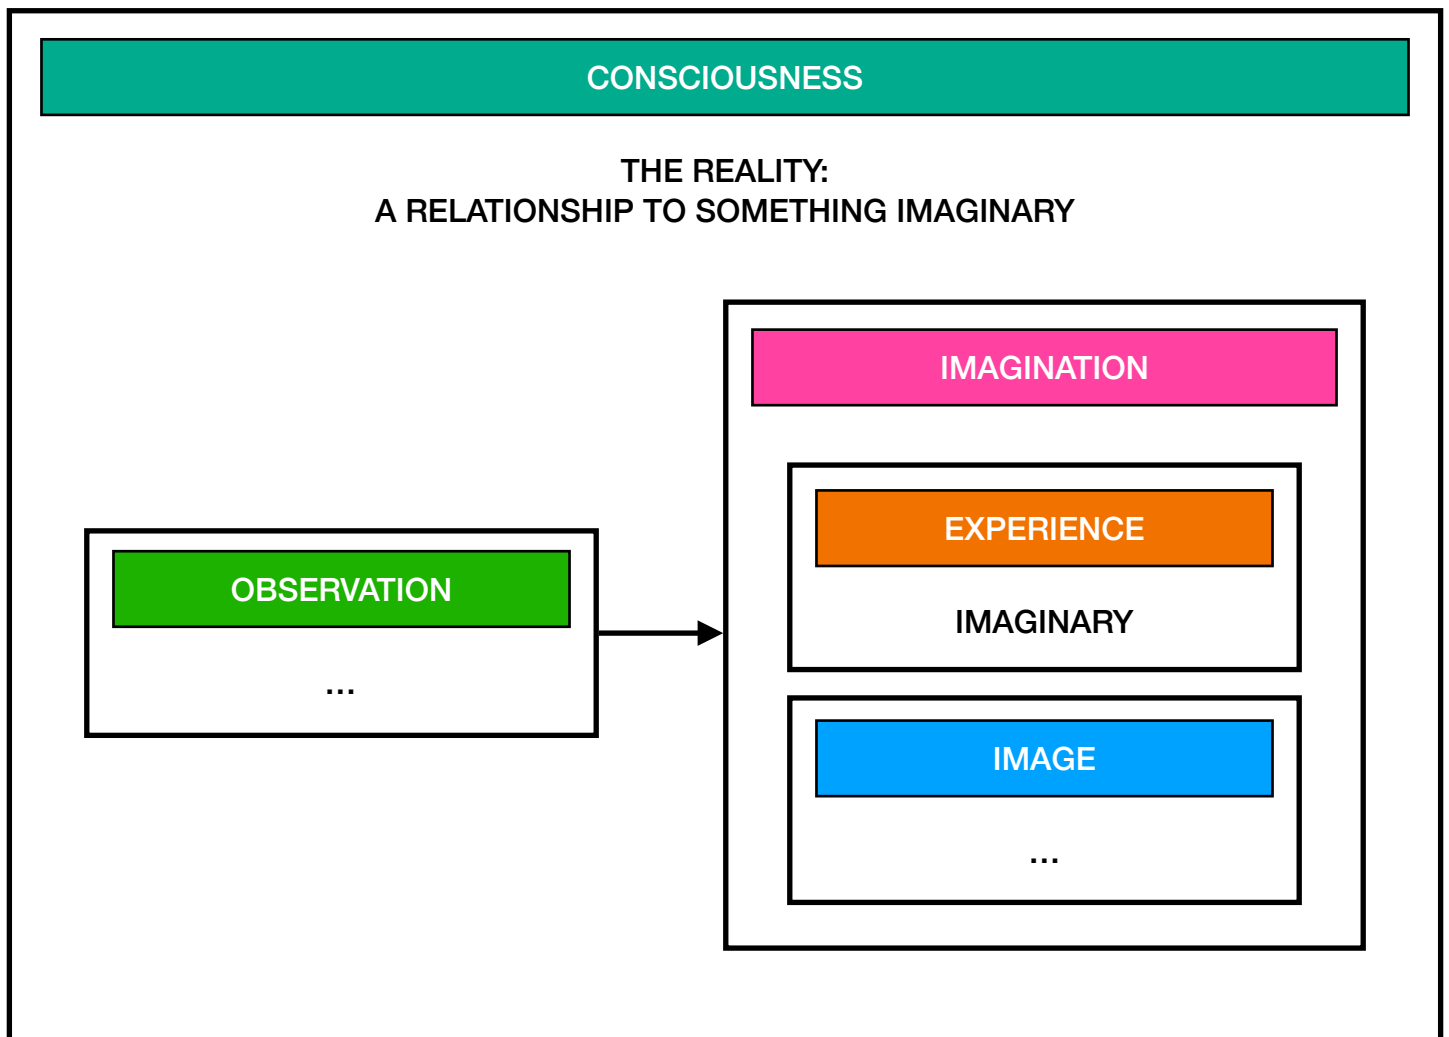 CONSCIOUSNESS
THE REALITY:
A RELATIONSHIP TO SOMETHING IMAGINARY
IMAGINATION
EXPERIENCE
IMAGINARY
OBSERVATION
...
IMAGE
...